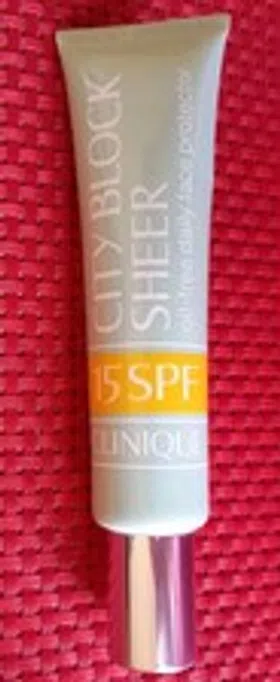 CITY BLOCK
SHEER
oil-free daily face protector
15 SPF
CLINIQUE